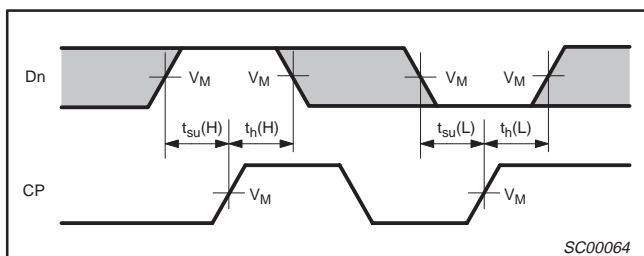 Dn
V_M V_M V_M V_M
t_su(H) t_h(H) t_su(L) t_h(L)
CP
V_M V_M
SC00064